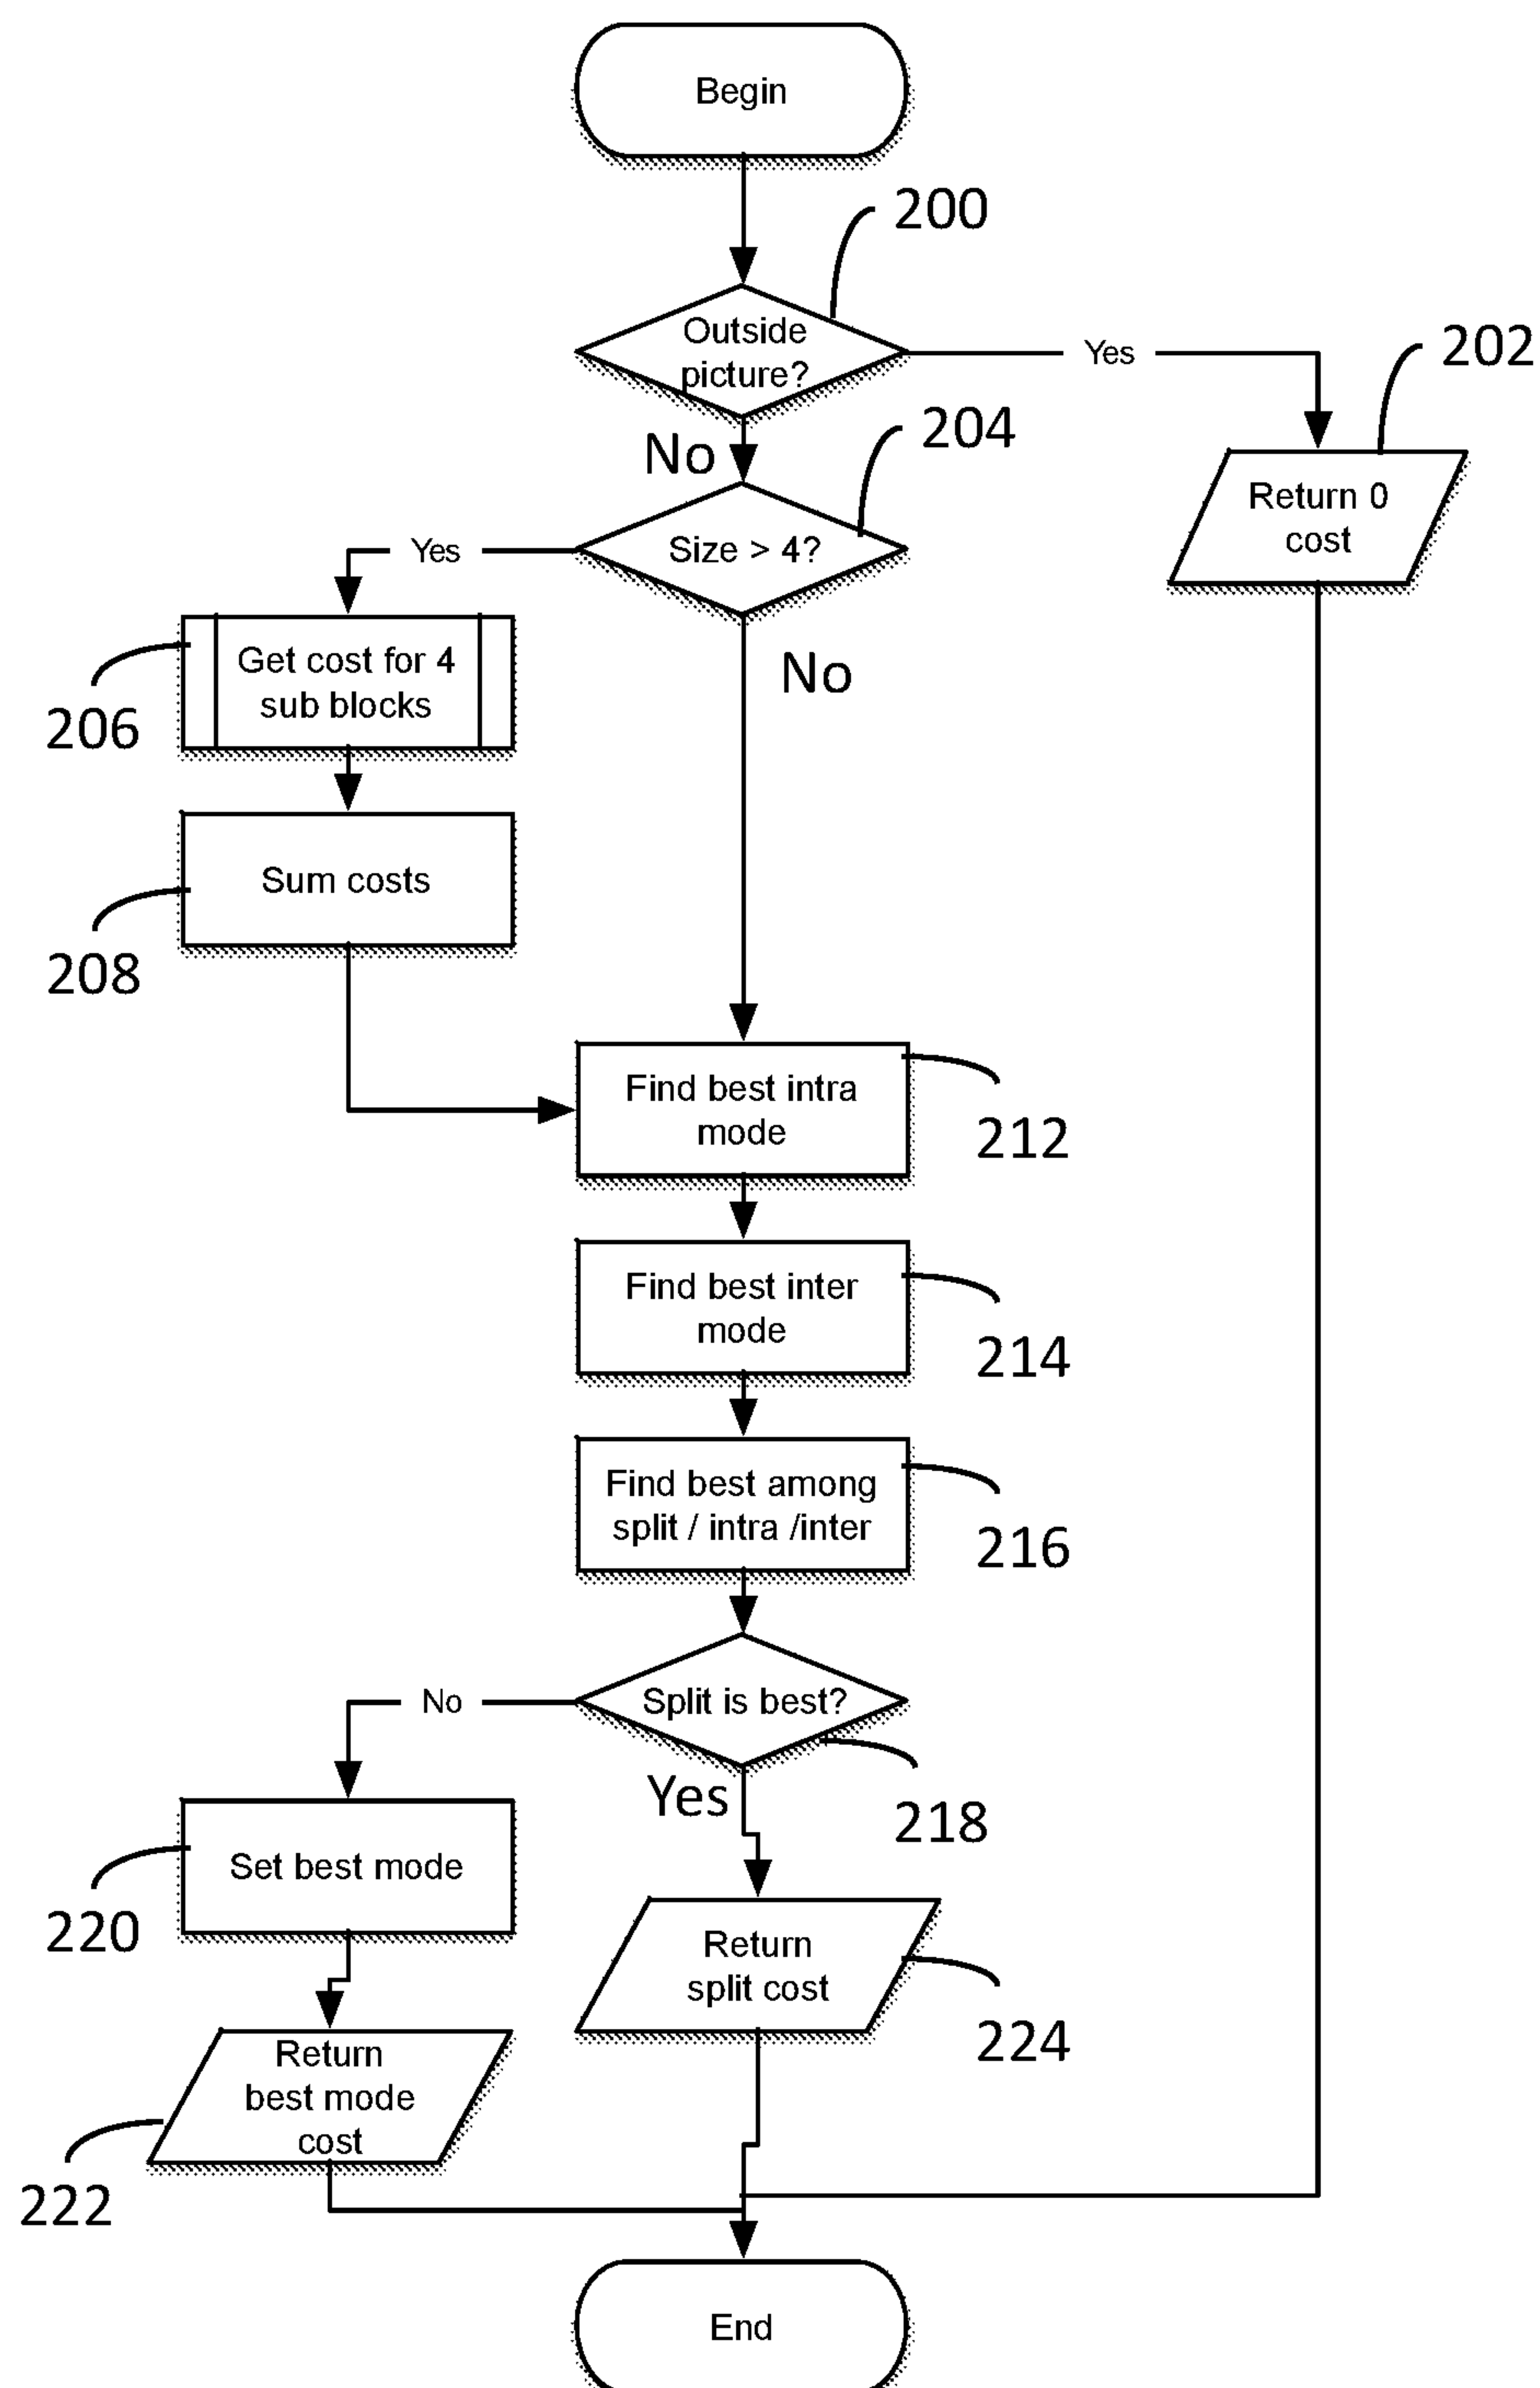 Begin
200
Outside
picture?
Yes
202
No
204
Return 0
cost
Size > 4?
Yes
No
206
Get cost for 4
sub blocks
208
Sum costs
Find best intra
mode
212
Find best inter
mode
214
Find best among
split / intra /inter
216
Split is best?
No
Yes
218
220
Set best mode
Return
split cost
224
Return
best mode
cost
222
End